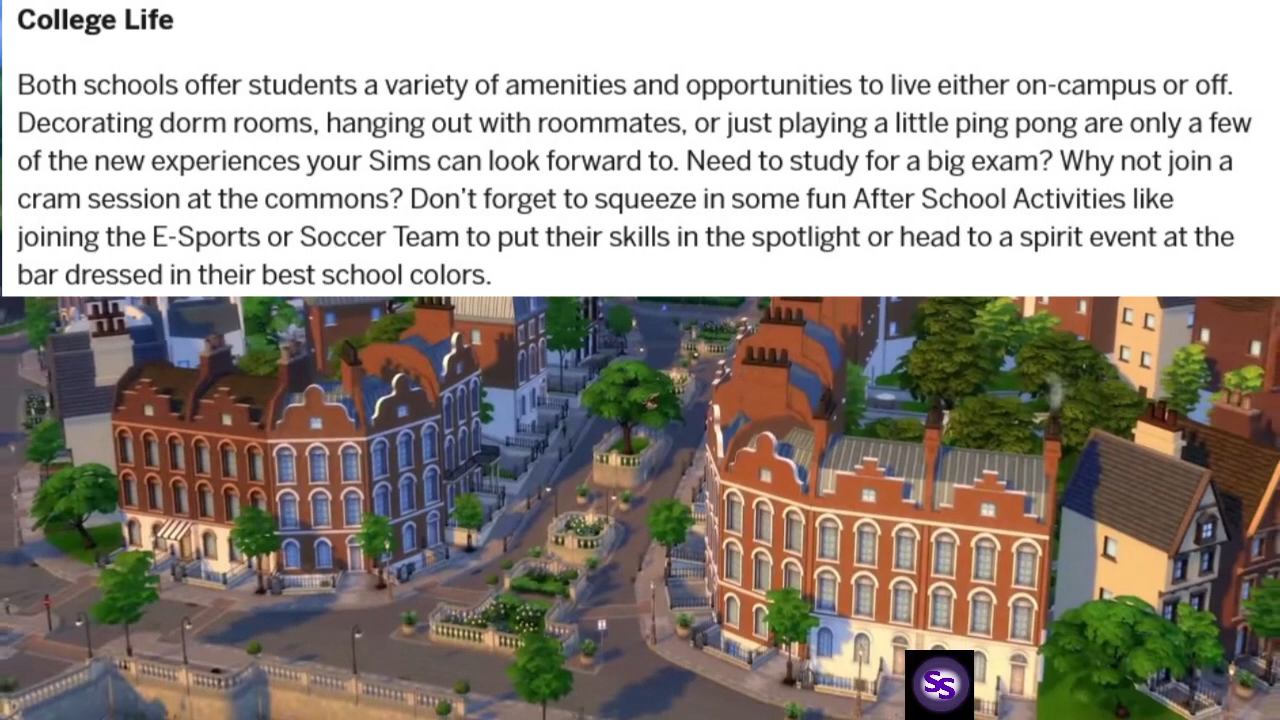 College Life
Both schools offer students a variety of amenities and opportunities to live either on-campus or off.
Decorating dorm rooms, hanging out with roommates, or just playing a little ping pong are only a few
of the new experiences your Sims can look forward to. Need to study for a big exam? Why not join a
cram session at the commons? Don’t forget to squeeze in some fun After School Activities like
joining the E-Sports or Soccer Team to put their skills in the spotlight or head to a spirit event at the
bar dressed in their best school colors.
SS